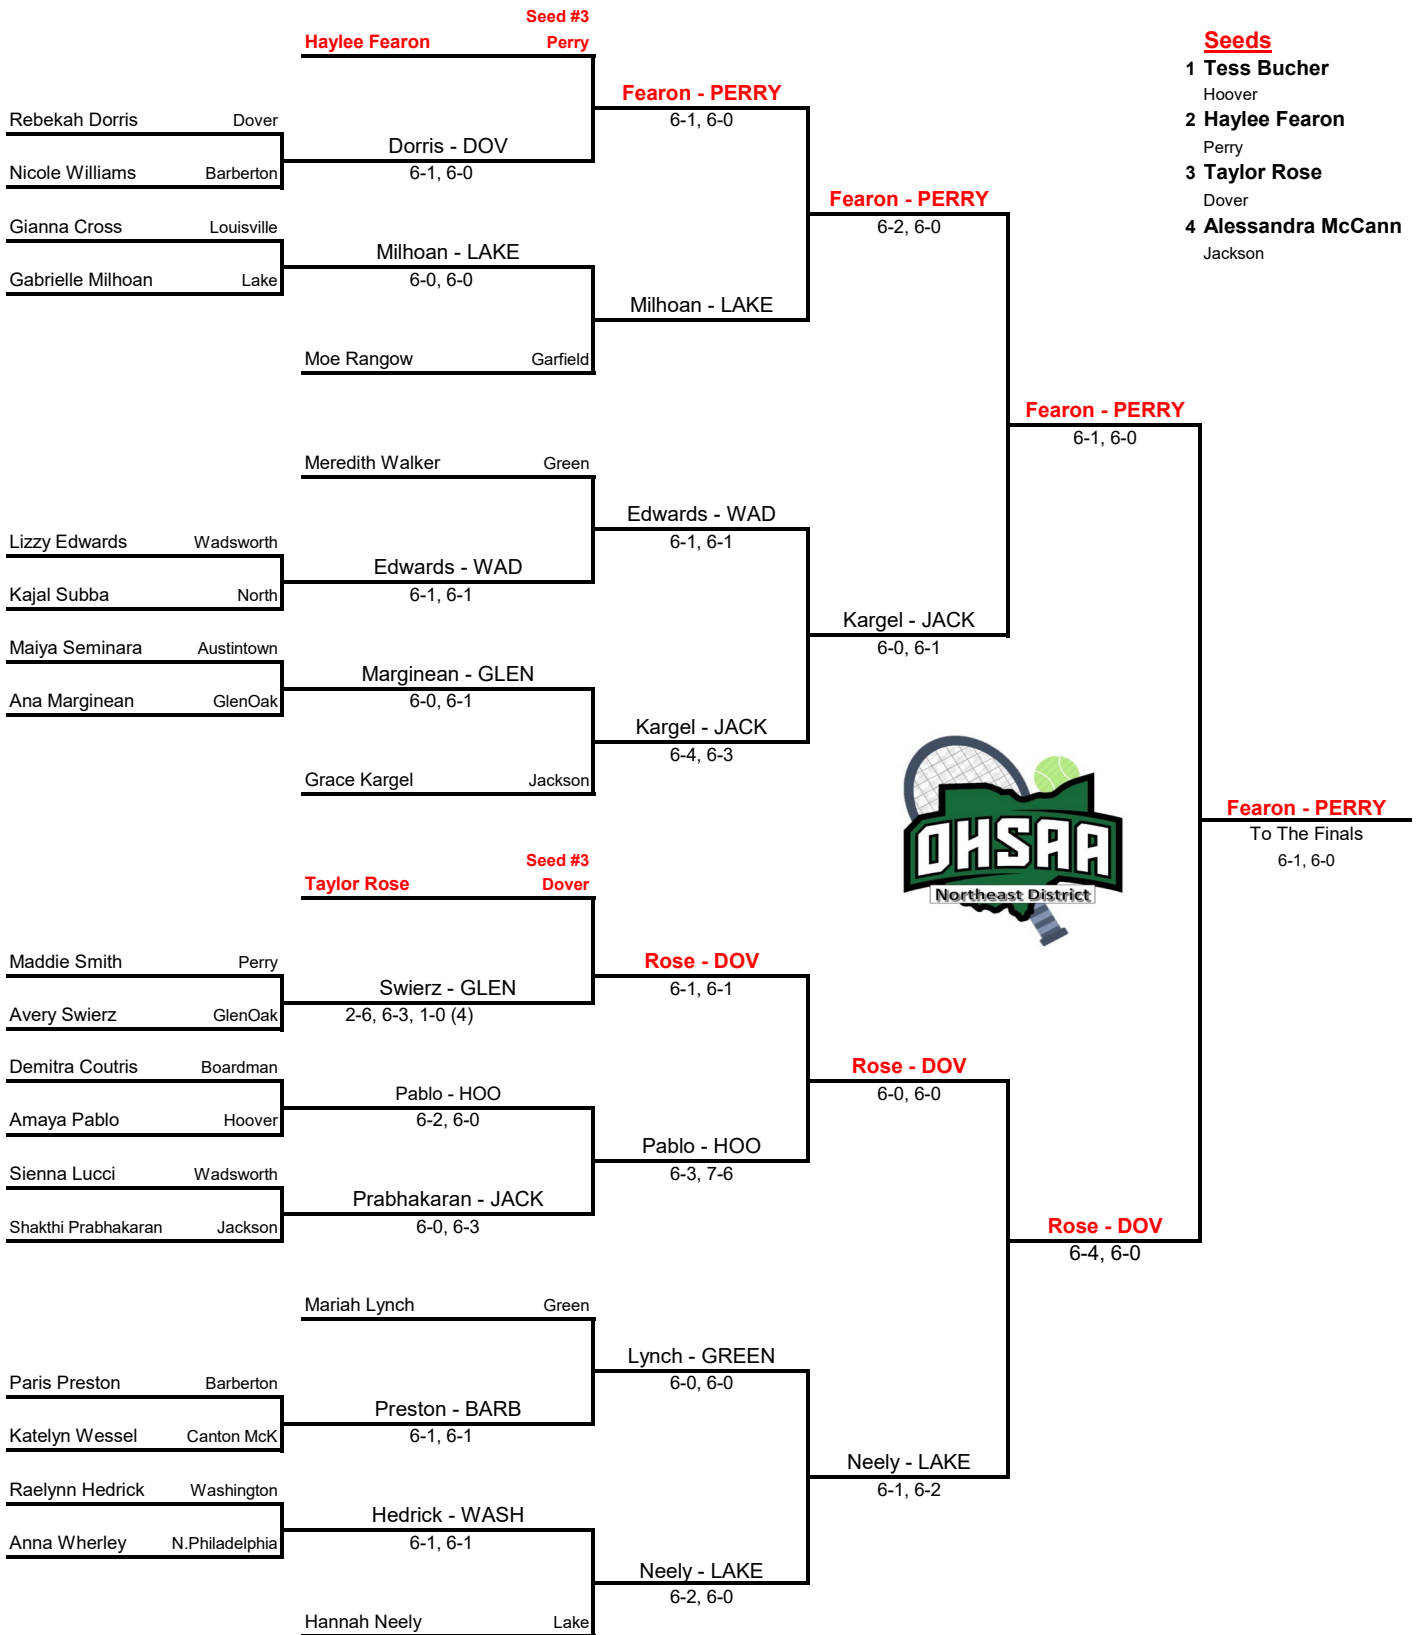 Seed #3
Haylee Fearon Perry
Seeds
1 Tess Bucher
Hoover
2 Haylee Fearon
Perry
3 Taylor Rose
Dover
4 Alessandra McCann
Jackson
Fearon - PERRY
6-1, 6-0
Rebekah Dorris Dover
Dorris - DOV
6-1, 6-0
Nicole Williams Barberton
Fearon - PERRY
6-2, 6-0
Gianna Cross Louisville
Milhoan - LAKE
6-0, 6-0
Gabrielle Milhoan Lake
Milhoan - LAKE
Moe Rangow Garfield
Fearon - PERRY
6-1, 6-0
Meredith Walker Green
Edwards - WAD
6-1, 6-1
Lizzy Edwards Wadsworth
Edwards - WAD
6-1, 6-1
Kajal Subba North
Kargel - JACK
6-0, 6-1
Maiya Seminara Austintown
Marginean - GLEN
6-0, 6-1
Ana Marginean GlenOak
Kargel - JACK
6-4, 6-3
Grace Kargel Jackson
OHSAA
Northeast District
Fearon - PERRY
To The Finals
6-1, 6-0
Seed #3
Taylor Rose Dover
Rose - DOV
6-1, 6-1
Maddie Smith Perry
Swierz - GLEN
2-6, 6-3, 1-0 (4)
Avery Swierz GlenOak
Rose - DOV
6-0, 6-0
Demitra Coutris Boardman
Pablo - HOO
6-2, 6-0
Amaya Pablo Hoover
Pablo - HOO
6-3, 7-6
Sienna Lucci Wadsworth
Prabhakaran - JACK
6-0, 6-3
Shakthi Prabhakaran Jackson
Rose - DOV
6-4, 6-0
Mariah Lynch Green
Lynch - GREEN
6-0, 6-0
Paris Preston Barberton
Preston - BARB
6-1, 6-1
Katelyn Wessel Canton McK
Neely - LAKE
6-1, 6-2
Raelynn Hedrick Washington
Hedrick - WASH
6-1, 6-1
Anna Wherley N.Philadelphia
Neely - LAKE
6-2, 6-0
Hannah Neely Lake